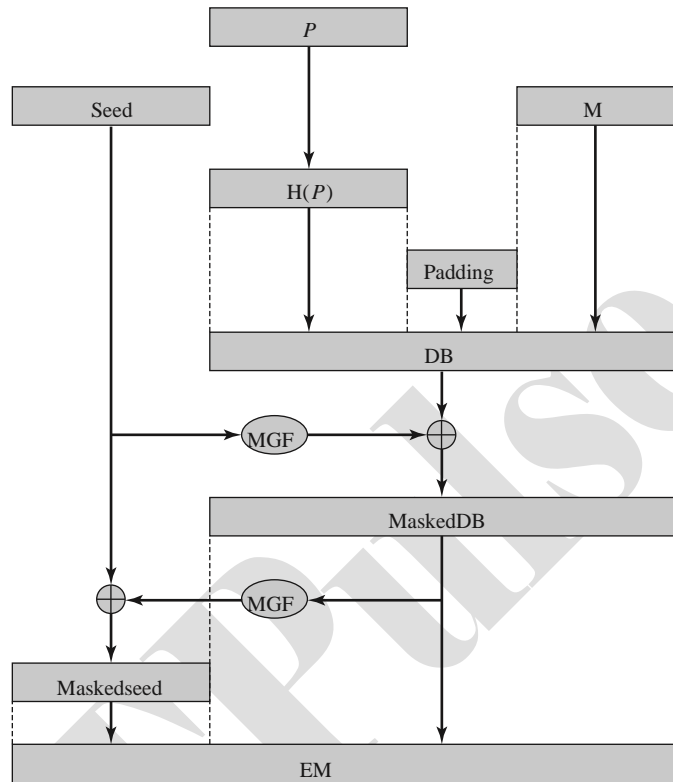 P
Seed
M
H(P)
Padding
DB
MGF
MaskedDB
MGF
Maskedseed
EM